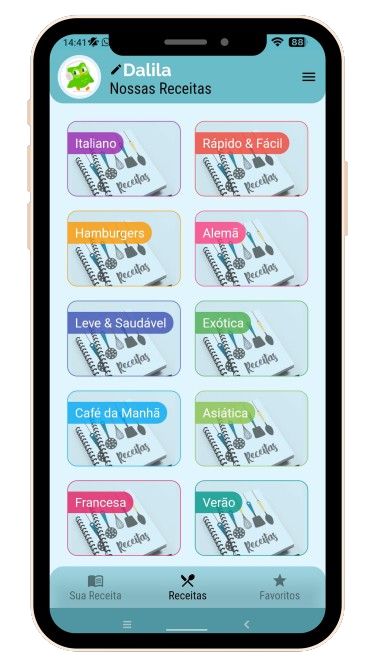 14:41
88
Dalila
Nossas Receitas
Italiano
Receitas
Rápido & Fácil
Receitas
Hamburgers
Receitas
Alemã
Receitas
Leve & Saudável
Receitas
Exótica
Receitas
Café da Manhã
Receitas
Asiática
Receitas
Francesa
Receitas
Verão
Receitas
Sua Receita
Receitas
Favoritos